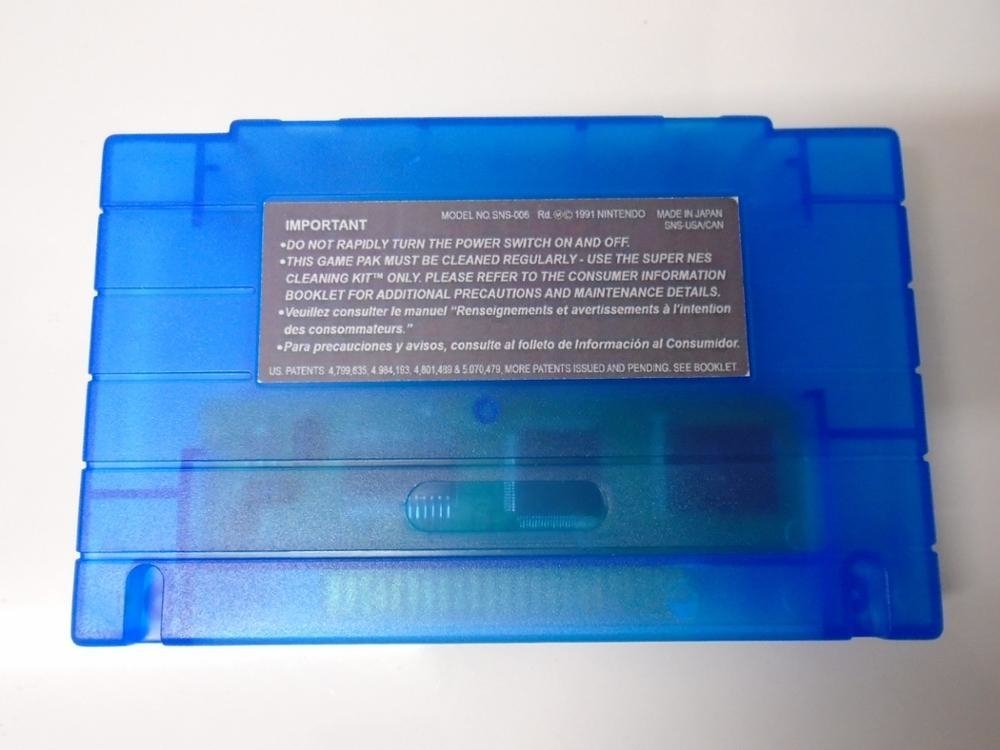 IMPORTANT MODEL NO. SNS-006 Rd. Ⓜ© 1991 NINTENDO MADE IN JAPAN
SNS-USA/CAN
•DO NOT RAPIDLY TURN THE POWER SWITCH ON AND OFF.
•THIS GAME PAK MUST BE CLEANED REGULARLY - USE THE SUPER NES
CLEANING KIT™ ONLY. PLEASE REFER TO THE CONSUMER INFORMATION
BOOKLET FOR ADDITIONAL PRECAUTIONS AND MAINTENANCE DETAILS.
•Veuillez consulter le manuel "Renseignements et avertissements à l'intention
des consommateurs."
•Para precauciones y avisos, consulte al folleto de Información al Consumidor.
US. PATENTS 4,799,635, 4.984,193, 4,801,489 & 5.070,479, MORE PATENTS ISSUED AND PENDING. SEE BOOKLET